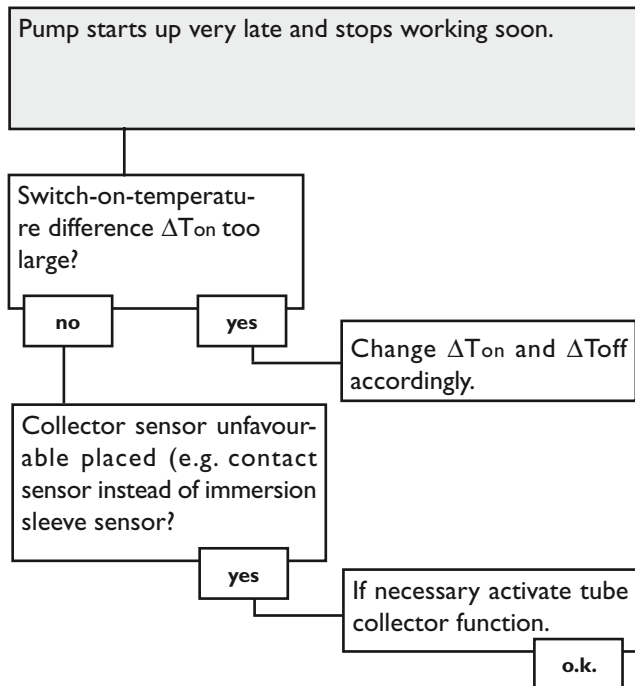 Pump starts up very late and stops working soon.
Switch-on-temperatu-
re difference ΔTon too
large?
no
yes
Change ΔTon and ΔToff
accordingly.
Collector sensor unfavour-
able placed (e.g. contact
sensor instead of immersion
sleeve sensor?
yes
If necessary activate tube
collector function.
o.k.